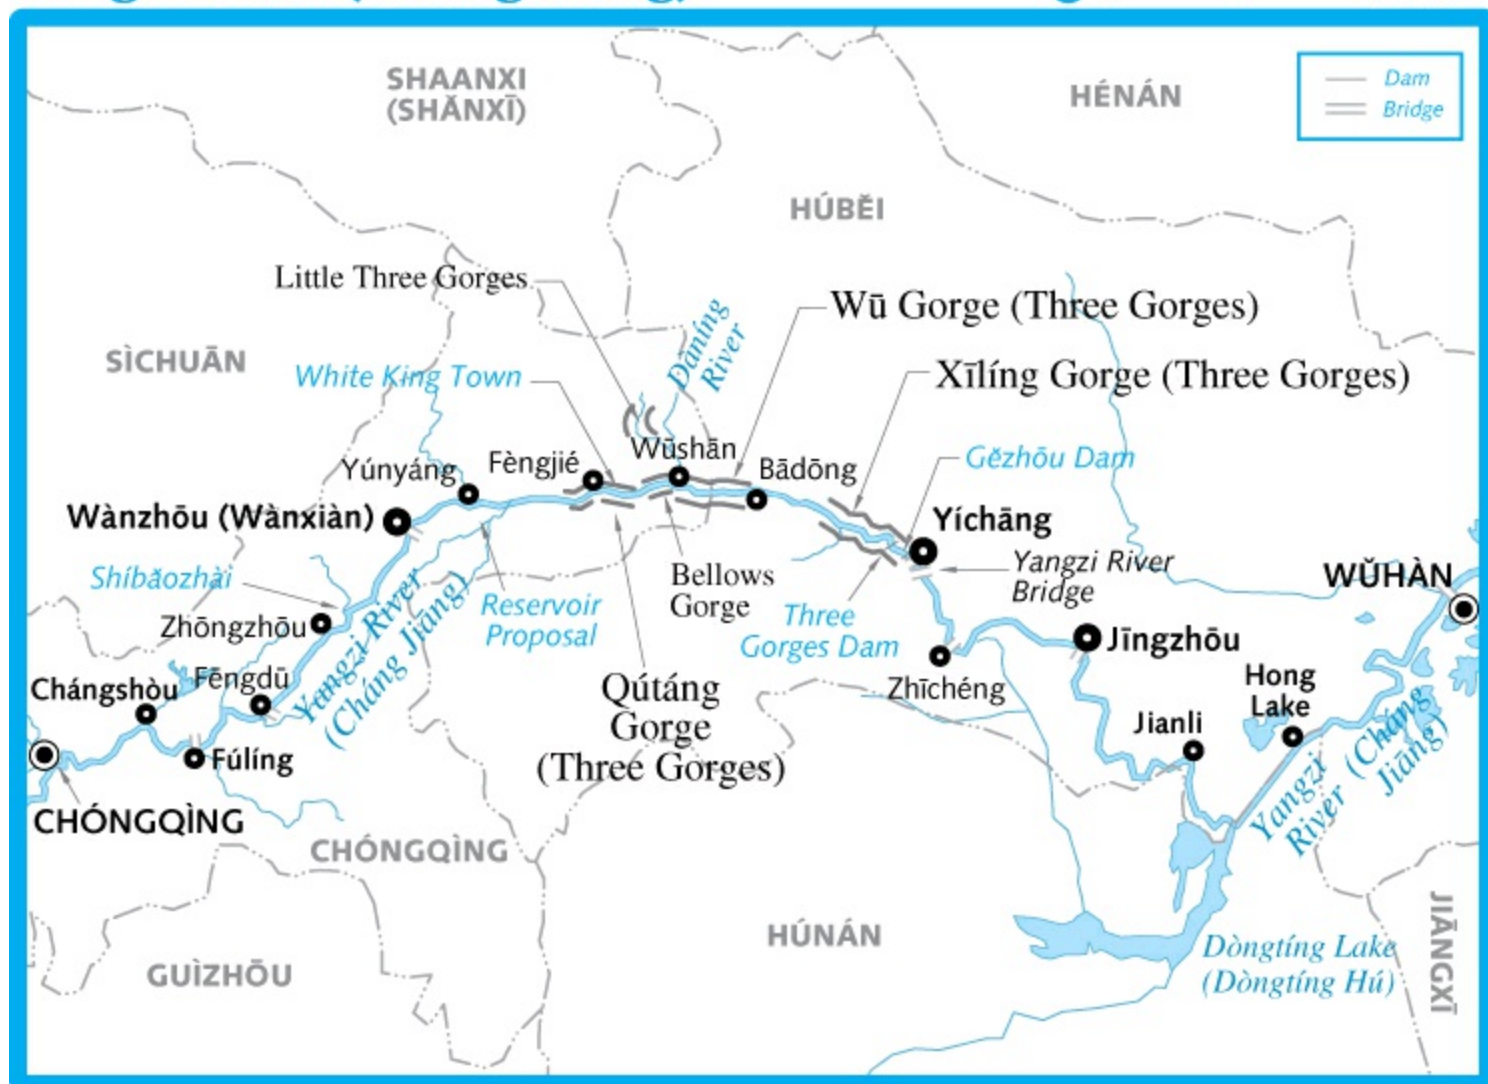 SHAANXI
(SHĂNXĪ)
HÉNÁN
Dam
Bridge
HÚBĚI
Little Three Gorges
Dàníng
River
Wū Gorge (Three Gorges)
SÌCHUĀN
White King Town
Xīlíng Gorge (Three Gorges)
Yúnyáng
Fèngjié
Wūshān
Bādōng
Gĕzhōu Dam
Wànzhōu (Wànxiàn)
Yíchāng
Shíbăozhài
Yangzi River
(Cháng Jiāng)
Reservoir
Proposal
Bellows
Gorge
Yangzi River
Bridge
WŬHÀN
Three
Gorges Dam
Zhōngzhōu
Jīngzhōu
Chángshòu
Fēngdū
Qútáng
Gorge
(Three Gorges)
Zhīchéng
Hong
Lake
Jianli
Fúlíng
Yangzi
River
(Cháng
Jiāng)
CHÓNGQÌNG
CHÓNGQÌNG
HÚNÁN
GUÌZHŌU
Dòngtíng Lake
(Dòngtíng Hú)
JIĀNGXĪ